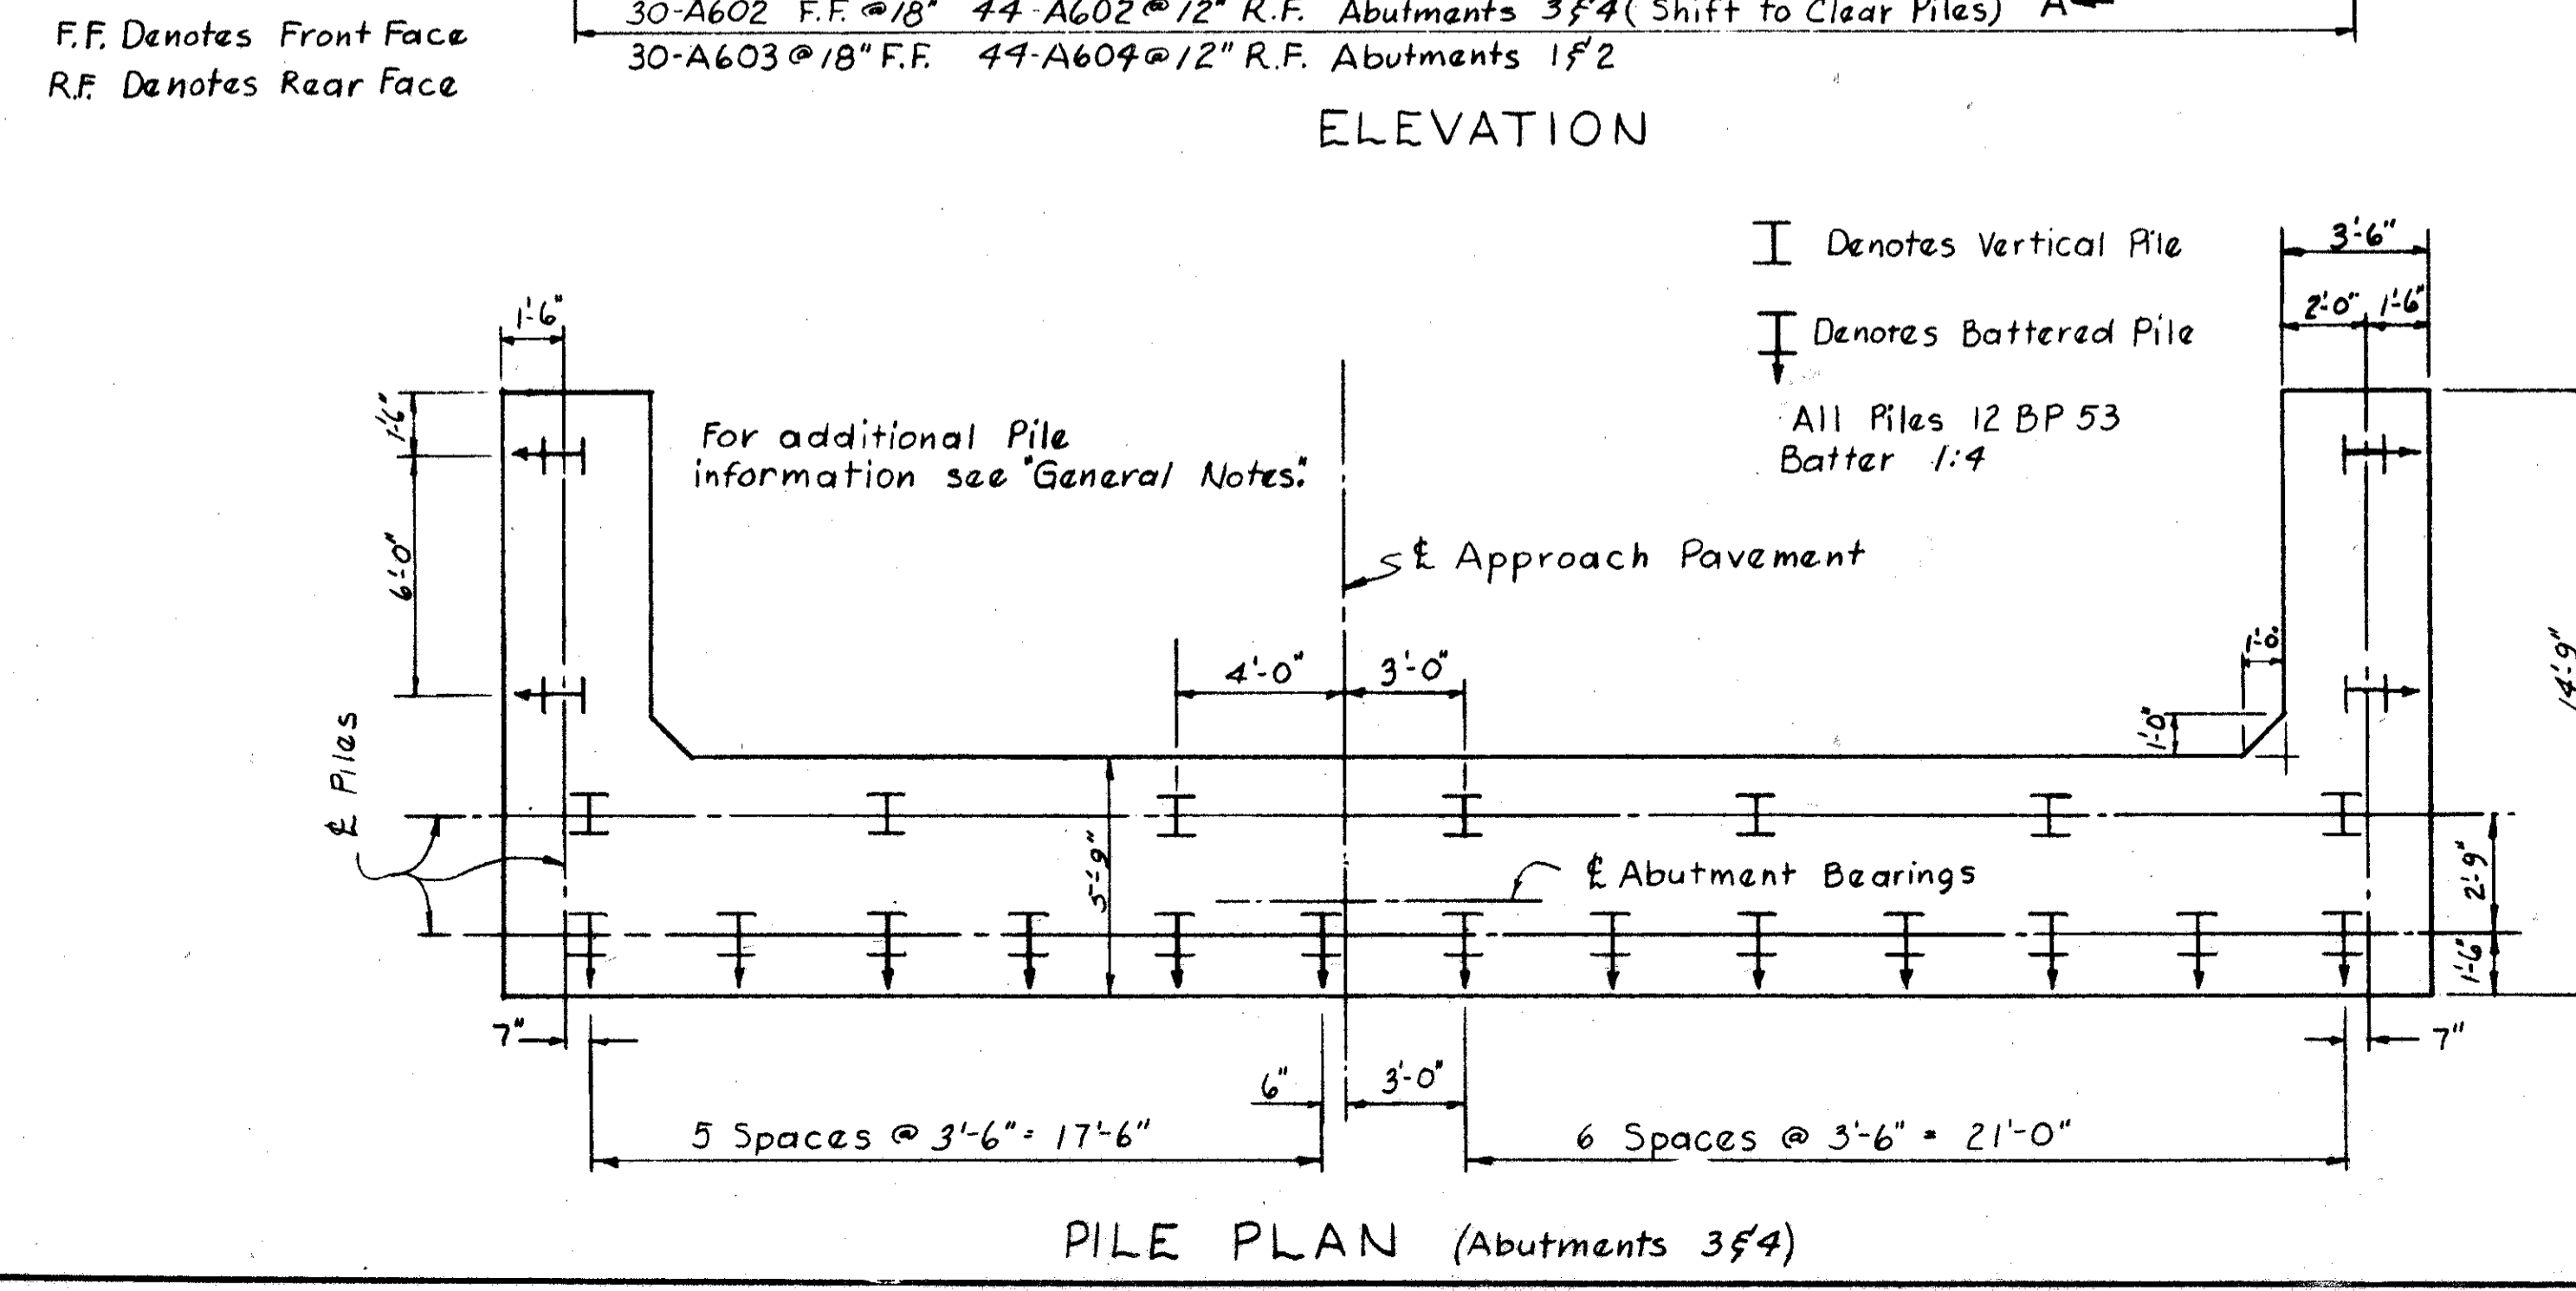 30-A602 F.F. @18" 44-A602@12" R.F. Abutments 3&4 (Shift to Clear Piles) A
F.F. Denotes Front Face
30-A603@18" F.F. 44-A604@12" R.F. Abutments 1&2
R.F. Denotes Rear Face
ELEVATION
Denotes Vertical Pile
3'-6"
1'-6"
2'-0" 1'-6"
Denotes Battered Pile
1'-6"
For additional Pile
information see "General Notes."
All Piles 12 BP 53
Batter 1:4
6'-0"
℄ Approach Pavement
4'-0" 3'-0"
1'-0"
14'-9"
1'-0"
℄ Piles
5'-9"
℄ Abutment Bearings
2'-9"
1'-6"
7"
7"
6" 3'-0"
5 Spaces @ 3'-6" = 17'-6"
6 Spaces @ 3'-6" = 21'-0"
PILE PLAN (Abutments 3&4)